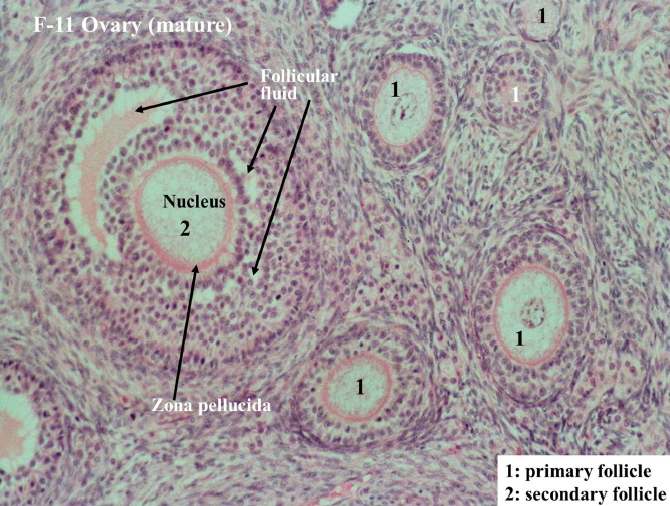 F-11 Ovary (mature)
1
Follicular
fluid
1
1
Nucleus
2
1
1
Zona pellucida
1: primary follicle
2: secondary follicle